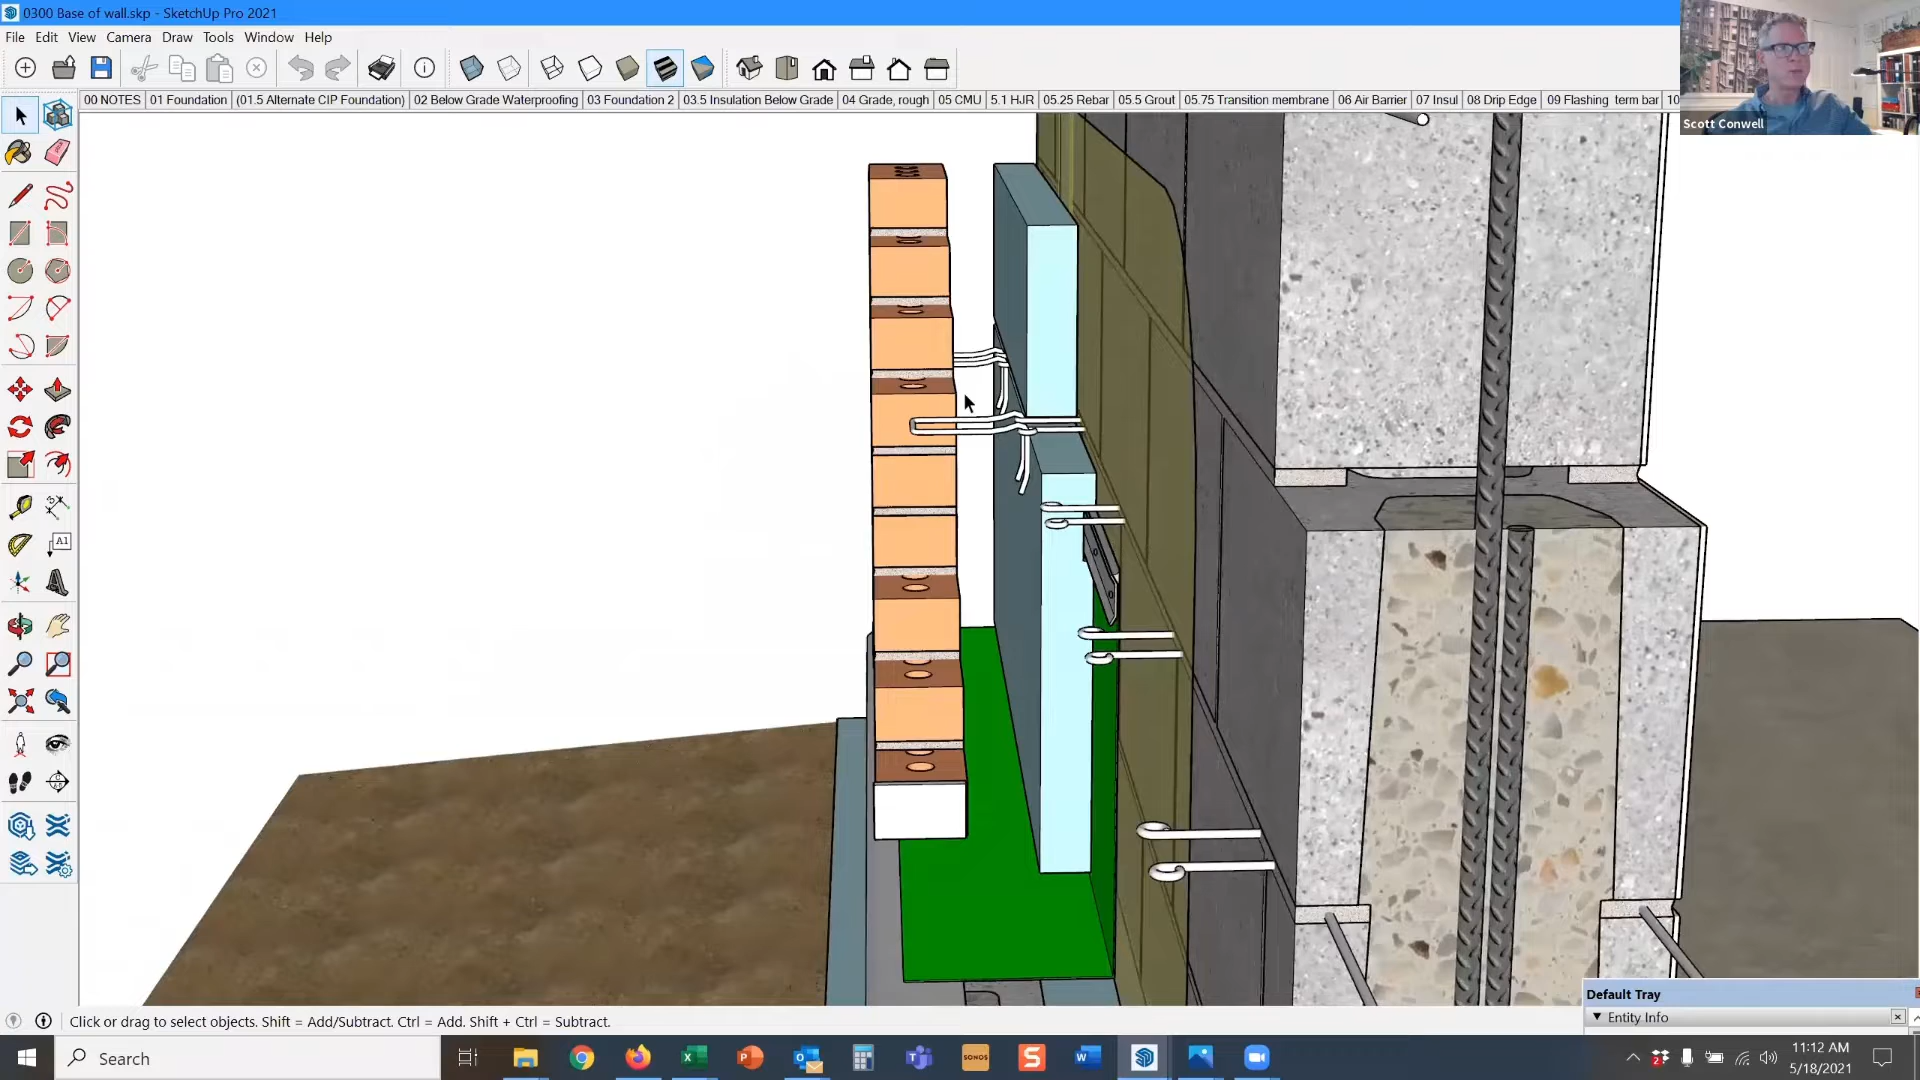 0300 Base of wall.skp - SketchUp Pro 2021
File Edit View Camera Draw Tools Window Help
00 NOTES 01 Foundation (01.5 Alternate CIP Foundation) 02 Below Grade Waterproofing 03 Foundation 2 03.5 Insulation Below Grade 04 Grade, rough 05 CMU 5.1 HJR 05.25 Rebar 05.5 Grout 05.75 Transition membrane 06 Air Barrier 07 Insul 08 Drip Edge 09 Flashing term bar 10
Scott Conwell
A1
Default Tray
Entity Info
Click or drag to select objects. Shift = Add/Subtract. Ctrl = Add. Shift + Ctrl = Subtract.
Search
SONOS
11:12 AM
5/18/2021